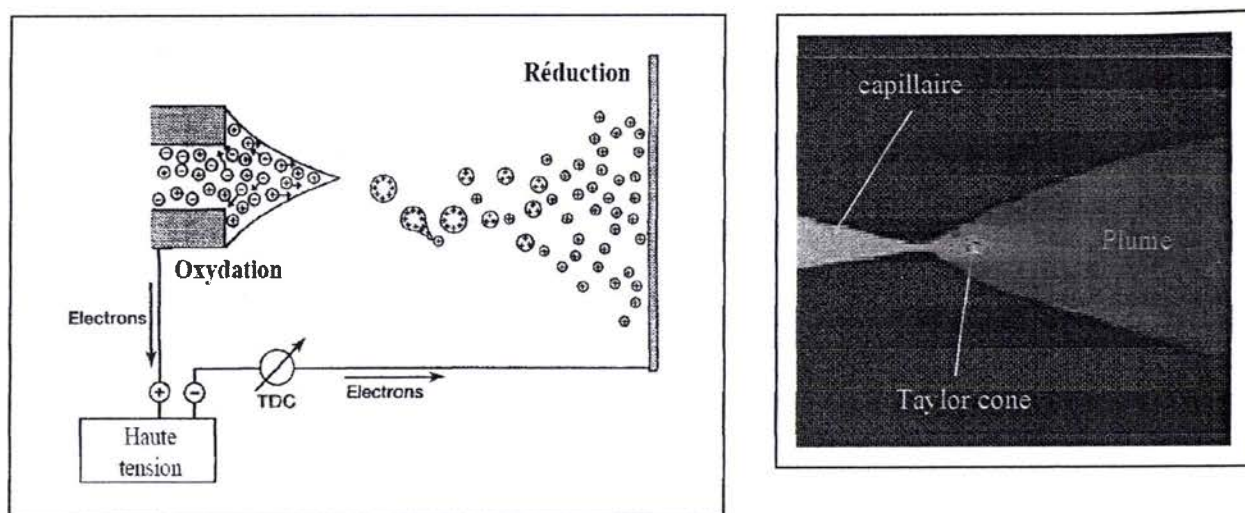 Réduction
Oxydation
Electrons
+
−
TDC
Electrons
Haute
tension
capillaire
Plume
Taylor cone